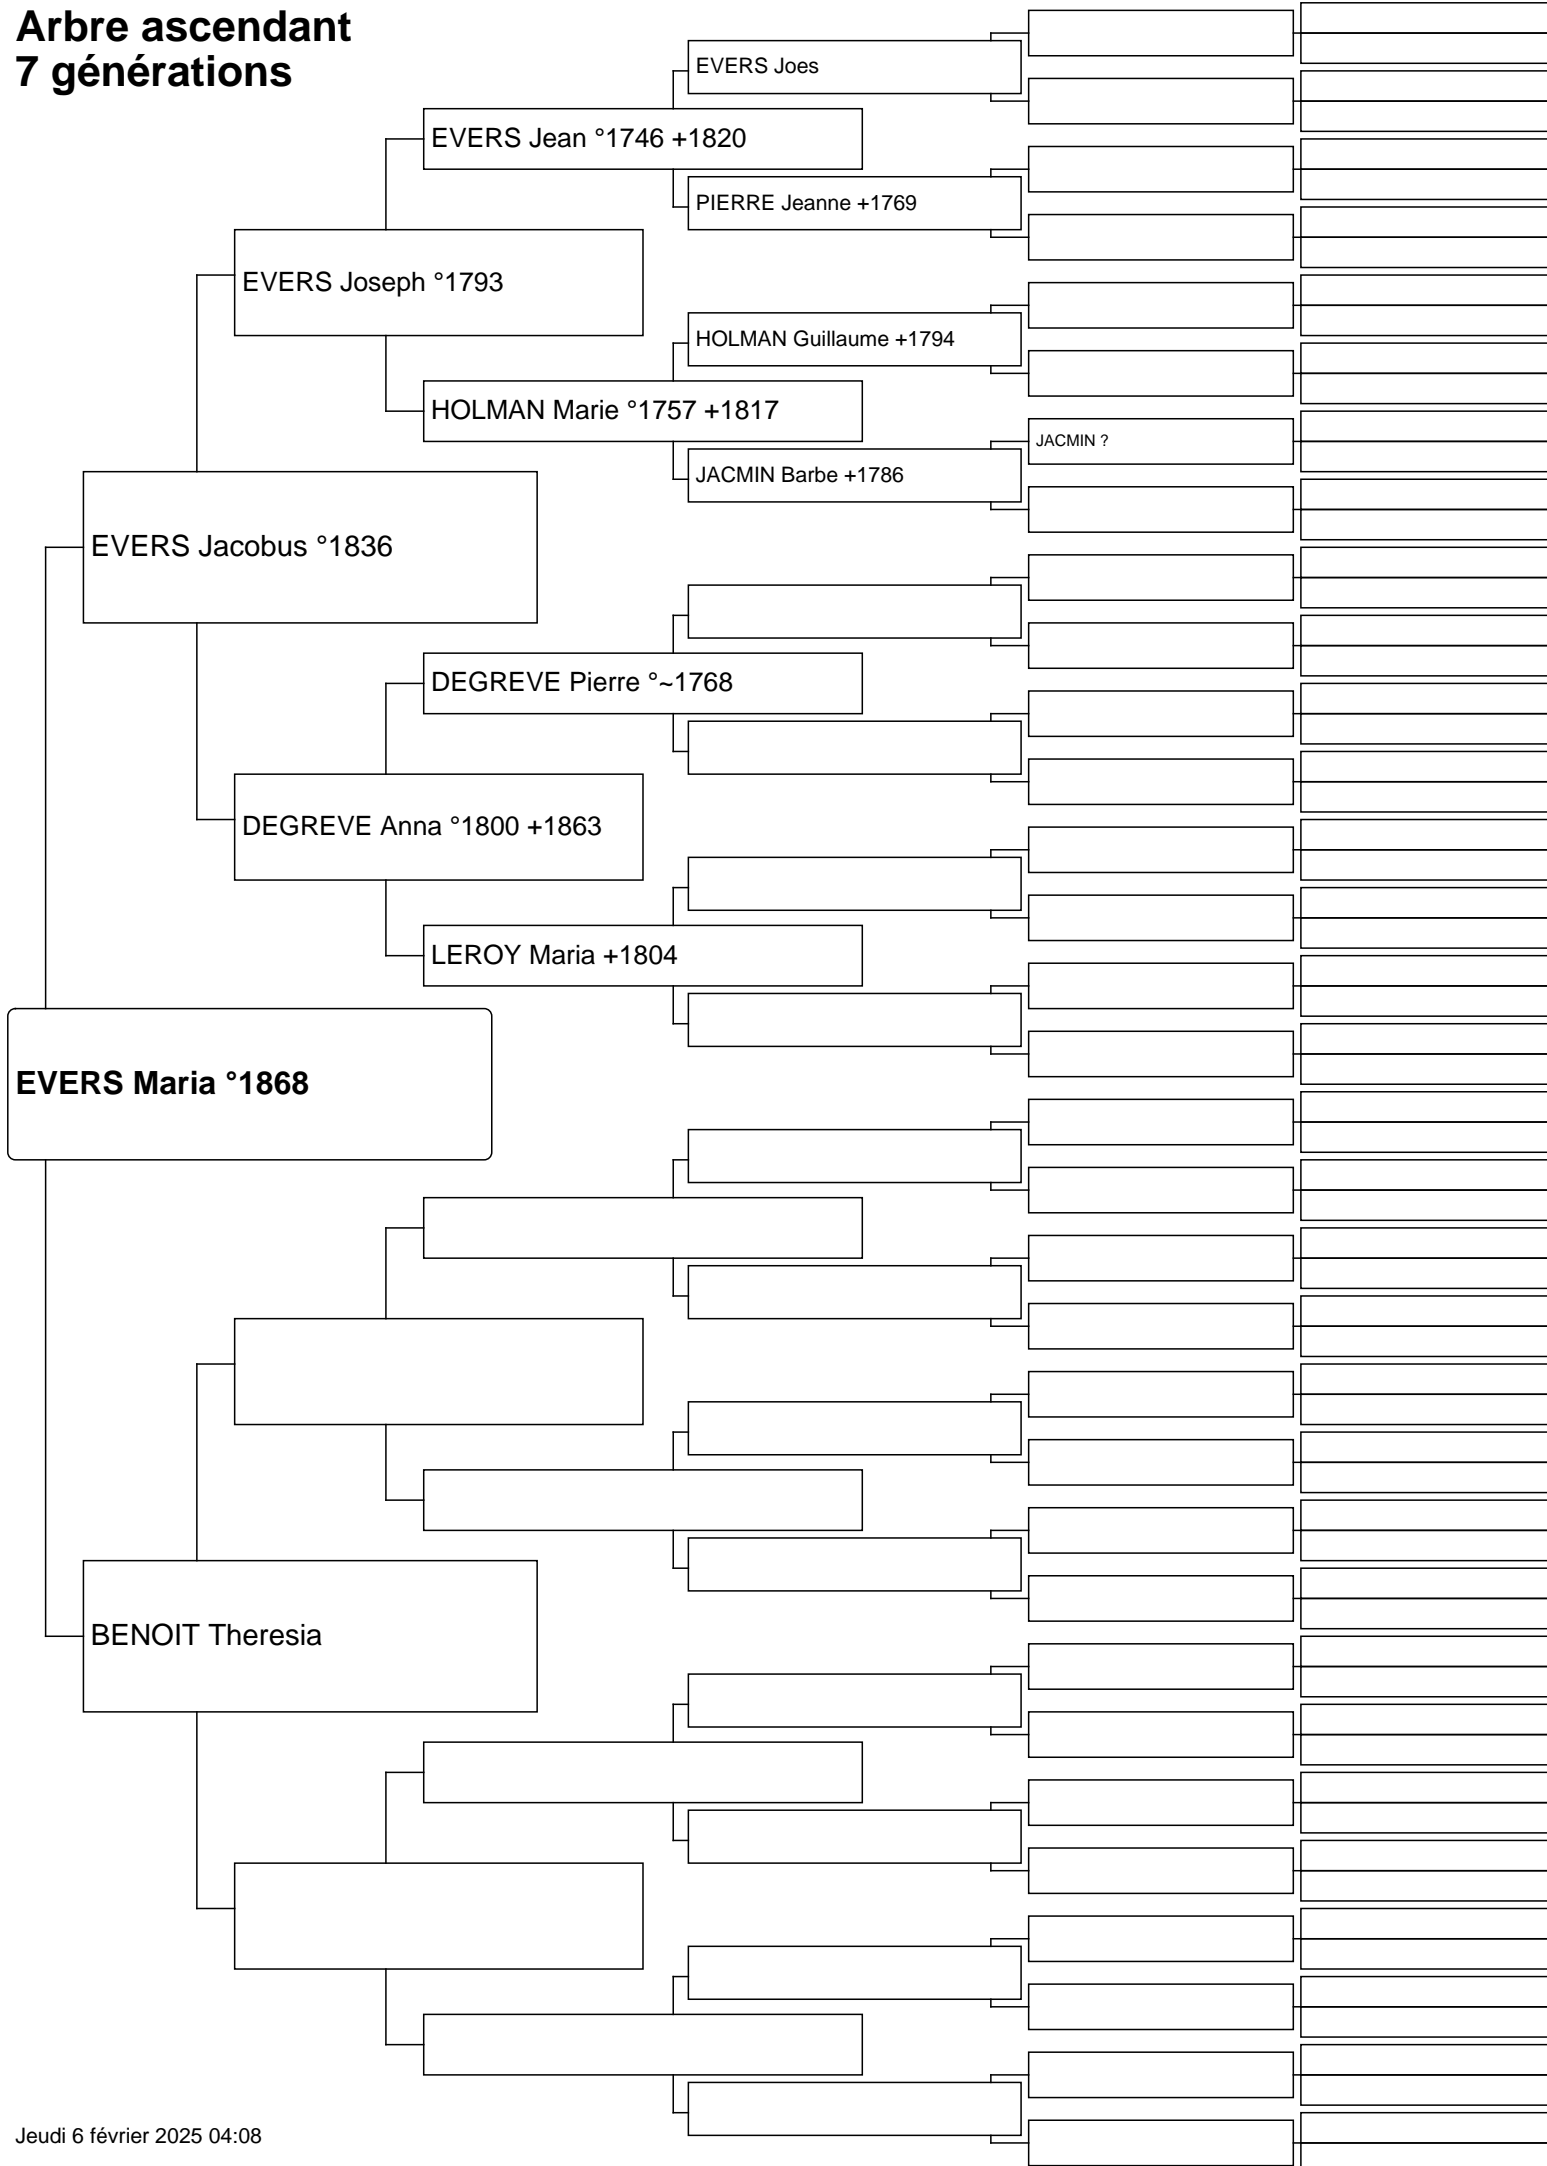 Arbre ascendant
7 générations
EVERS Joes
EVERS Jean °1746 +1820
PIERRE Jeanne +1769
EVERS Joseph °1793
HOLMAN Guillaume +1794
HOLMAN Marie °1757 +1817
JACMIN ?
JACMIN Barbe +1786
EVERS Jacobus °1836
DEGREVE Pierre °~1768
DEGREVE Anna °1800 +1863
LEROY Maria +1804
EVERS Maria °1868
BENOIT Theresia
Jeudi 6 février 2025 04:08